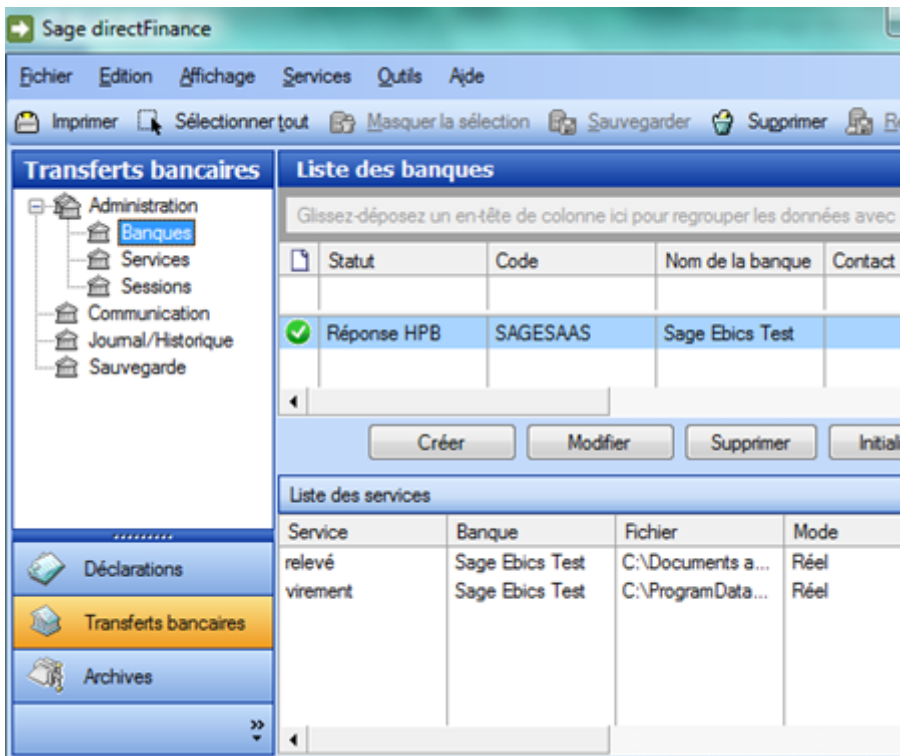 Sage directFinance
Fichier Edition Affichage Services Outils Aide
Imprimer Sélectionner tout Masquer la sélection Sauvegarder Supprimer
Transferts bancaires
Administration
Banques
Services
Sessions
Communication
Journal/Historique
Sauvegarde
Déclarations
Transferts bancaires
Archives
Liste des banques
Glissez-déposez un en-tête de colonne ici pour regrouper les données avec
Statut Code Nom de la banque Contact
Réponse HPB SAGESAAS Sage Ebics Test
Créer Modifier Supprimer Initiali
Liste des services
Service Banque Fichier Mode
relevé Sage Ebics Test C:\Documents a... Réel
virement Sage Ebics Test C:\ProgramData... Réel